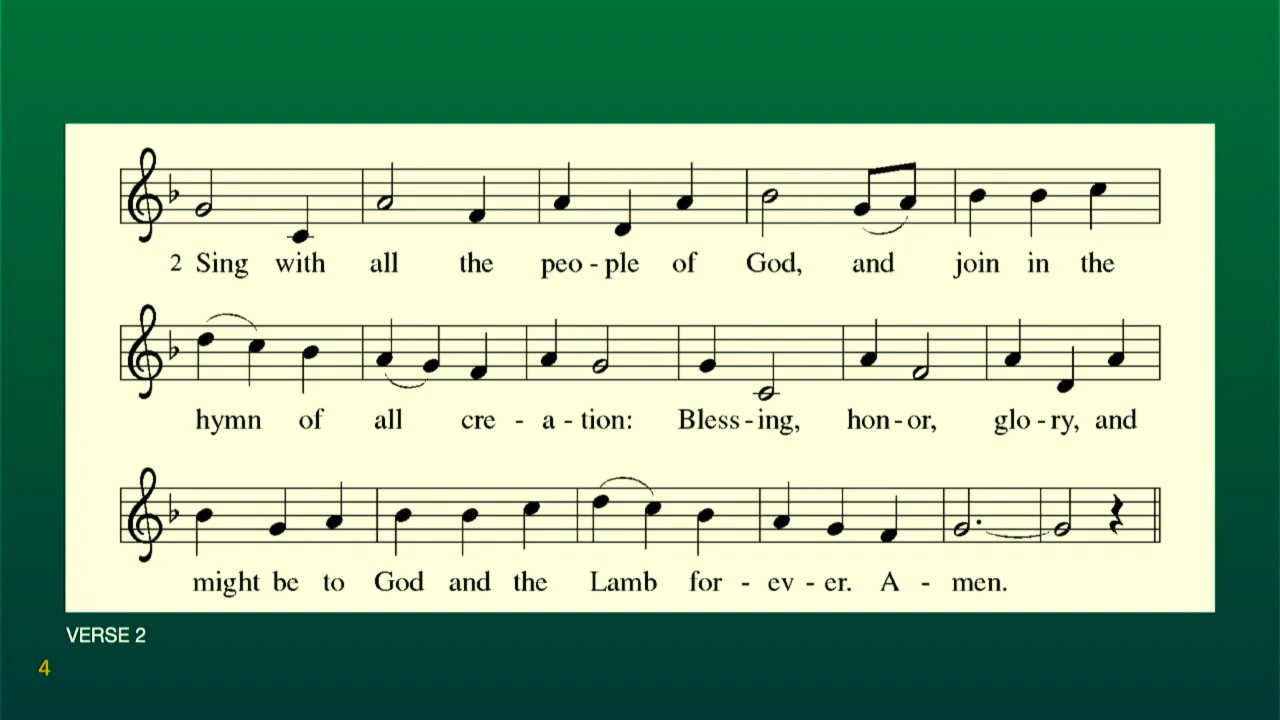 2 Sing with all the peo - ple of God, and join in the
hymn of all cre - a - tion: Bless - ing, hon - or, glo - ry, and
might be to God and the Lamb for - ev - er. A - men.
VERSE 2
4